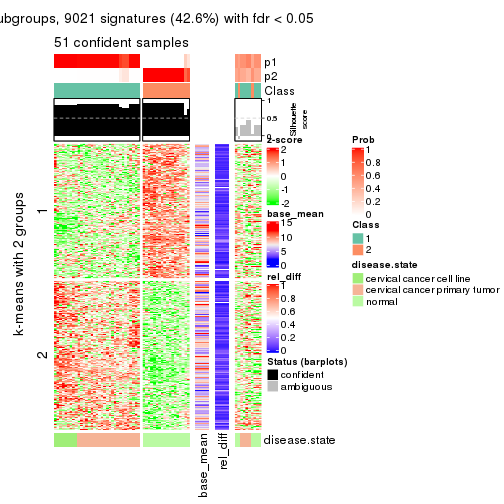 ubgroups, 9021 signatures (42.6%) with fdr < 0.05
51 confident samples
p1
p2
Class
1
0.5
0
Silhouette
score
k-means with 2 groups
1
2
base_mean
rel_diff
disease.state
z-score
2
1
0
-1
-2
base_mean
15
10
5
0
rel_diff
1
0.8
0.6
0.4
0.2
0
Status (barplots)
confident
ambiguous
Prob
1
0.8
0.6
0.4
0.2
0
Class
1
2
disease.state
cervical cancer cell line
cervical cancer primary tumor
normal